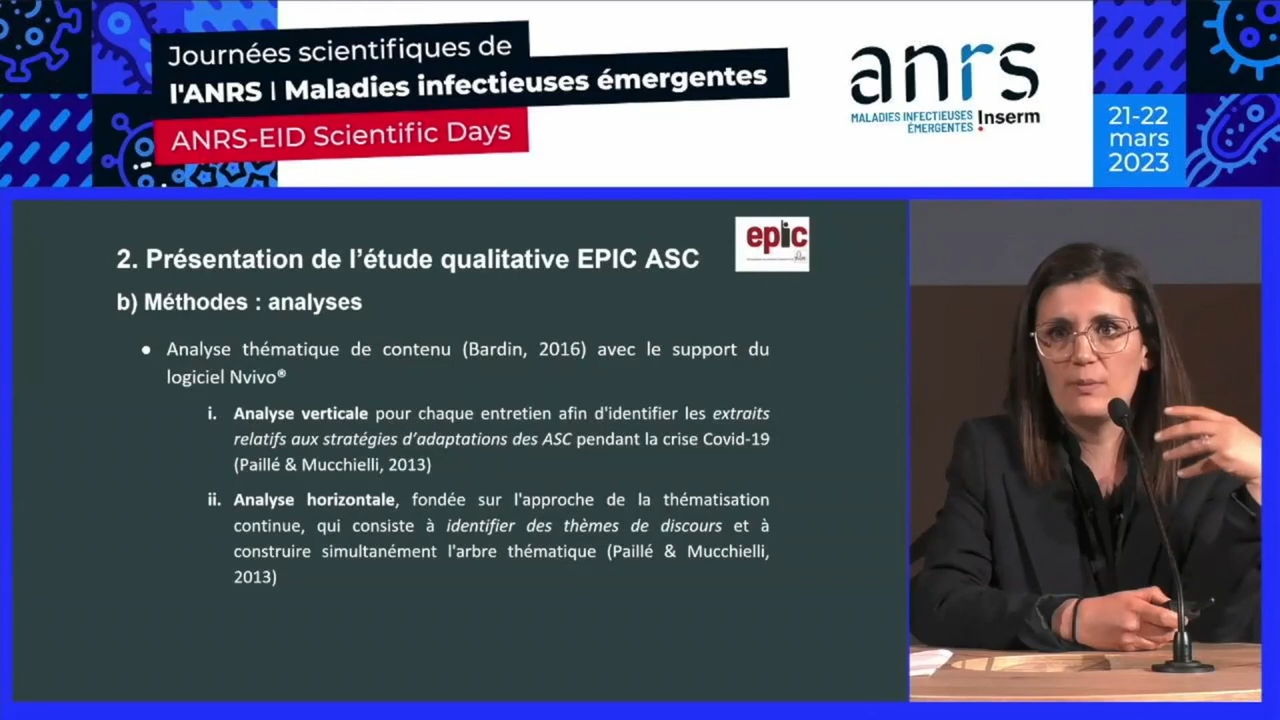 Journées scientifiques de
l'ANRS | Maladies infectieuses émergentes
ANRS-EID Scientific Days
anrs
MALADIES INFECTIEUSES
ÉMERGENTES
Inserm
21-22
mars
2023
epic
2. Présentation de l'étude qualitative EPIC ASC
b) Méthodes : analyses
● Analyse thématique de contenu (Bardin, 2016) avec le support du
logiciel Nvivo®
i. Analyse verticale pour chaque entretien afin d'identifier les extraits
relatifs aux stratégies d'adaptations des ASC pendant la crise Covid-19
(Paillé & Mucchielli, 2013)
ii. Analyse horizontale, fondée sur l'approche de la thématisation
continue, qui consiste à identifier des thèmes de discours et à
construire simultanément l'arbre thématique (Paillé & Mucchielli,
2013)